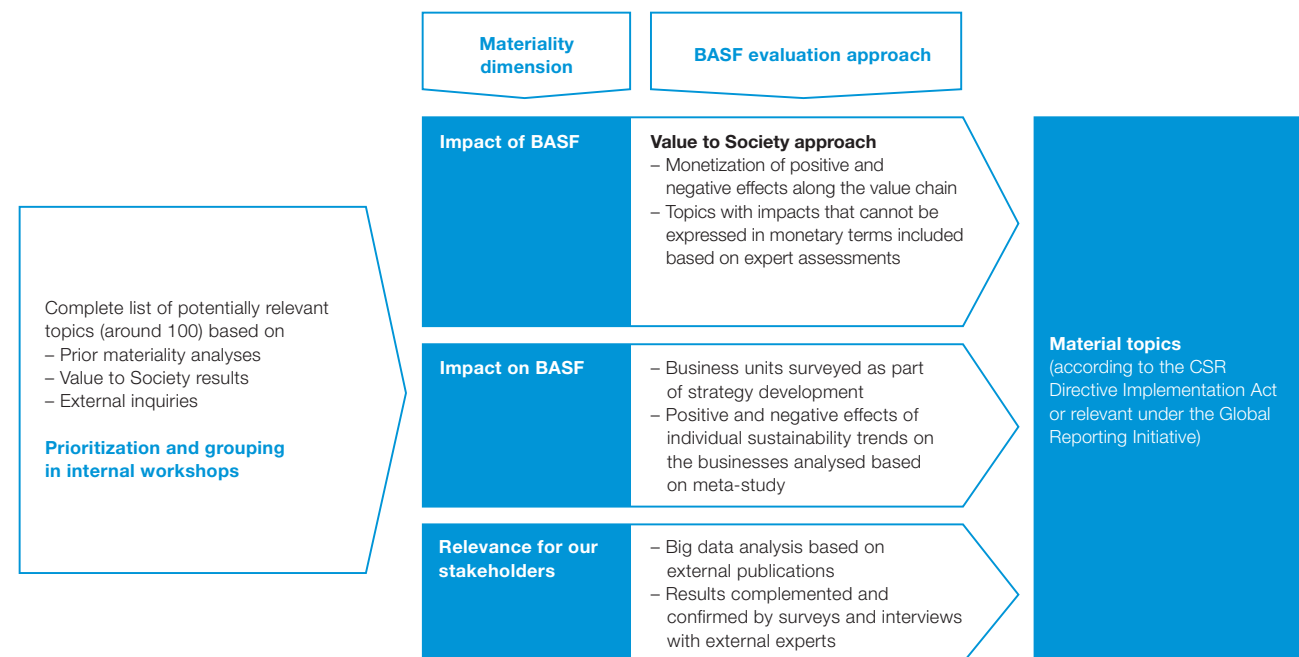 Materiality
dimension
BASF evaluation approach
Complete list of potentially relevant
topics (around 100) based on
– Prior materiality analyses
– Value to Society results
– External inquiries
Prioritization and grouping
in internal workshops
Impact of BASF
Value to Society approach
– Monetization of positive and
negative effects along the value chain
– Topics with impacts that cannot be
expressed in monetary terms included
based on expert assessments
Impact on BASF
– Business units surveyed as part
of strategy development
– Positive and negative effects of
individual sustainability trends on
the businesses analysed based
on meta-study
Relevance for our
stakeholders
– Big data analysis based on
external publications
– Results complemented and
confirmed by surveys and interviews
with external experts
Material topics
(according to the CSR
Directive Implementation Act
or relevant under the Global
Reporting Initiative)